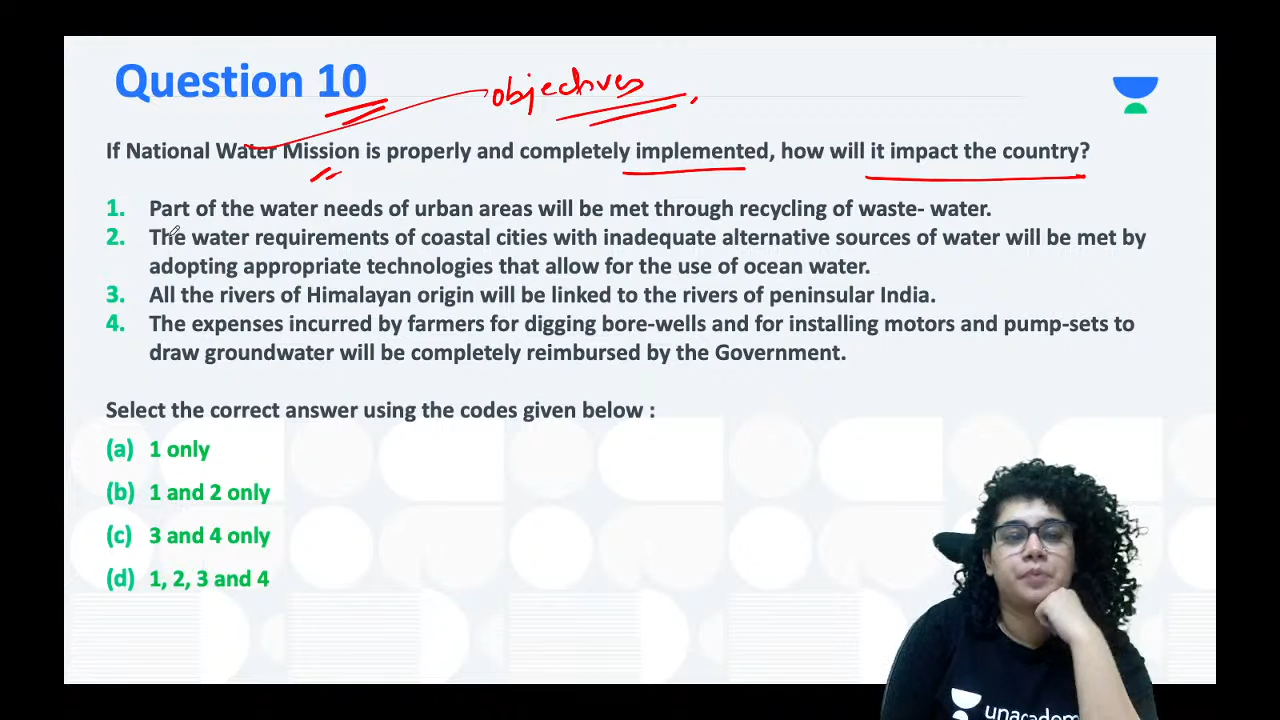 Question 10
objectives
If National Water Mission is properly and completely implemented, how will it impact the country?
1. Part of the water needs of urban areas will be met through recycling of waste- water.
2. The water requirements of coastal cities with inadequate alternative sources of water will be met by
adopting appropriate technologies that allow for the use of ocean water.
3. All the rivers of Himalayan origin will be linked to the rivers of peninsular India.
4. The expenses incurred by farmers for digging bore-wells and for installing motors and pump-sets to
draw groundwater will be completely reimbursed by the Government.
Select the correct answer using the codes given below :
(a) 1 only
(b) 1 and 2 only
(c) 3 and 4 only
(d) 1, 2, 3 and 4
unacadem